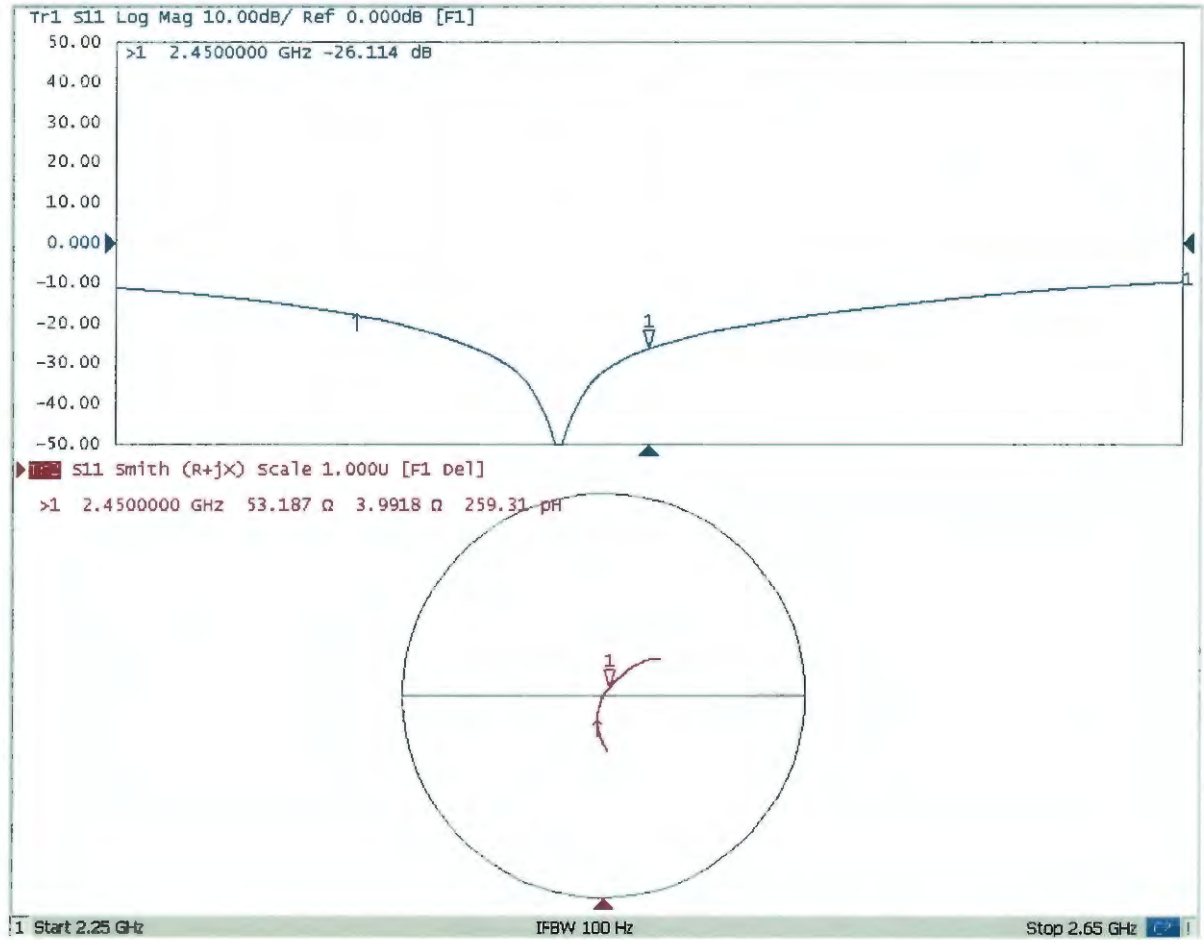 Tr1 S11 Log Mag 10.00dB/ Ref 0.000dB [F1]
50.00
>1 2.4500000 GHz -26.114 dB
40.00
30.00
20.00
10.00
0.000
-10.00
1
-20.00
1
-30.00
-40.00
-50.00
Tr2 S11 Smith (R+jX) Scale 1.000U [F1 Del]
>1 2.4500000 GHz 53.187 Ω 3.9918 Ω 259.31 pH
1
1 Start 2.25 GHz IFBW 100 Hz Stop 2.65 GHz C2 !